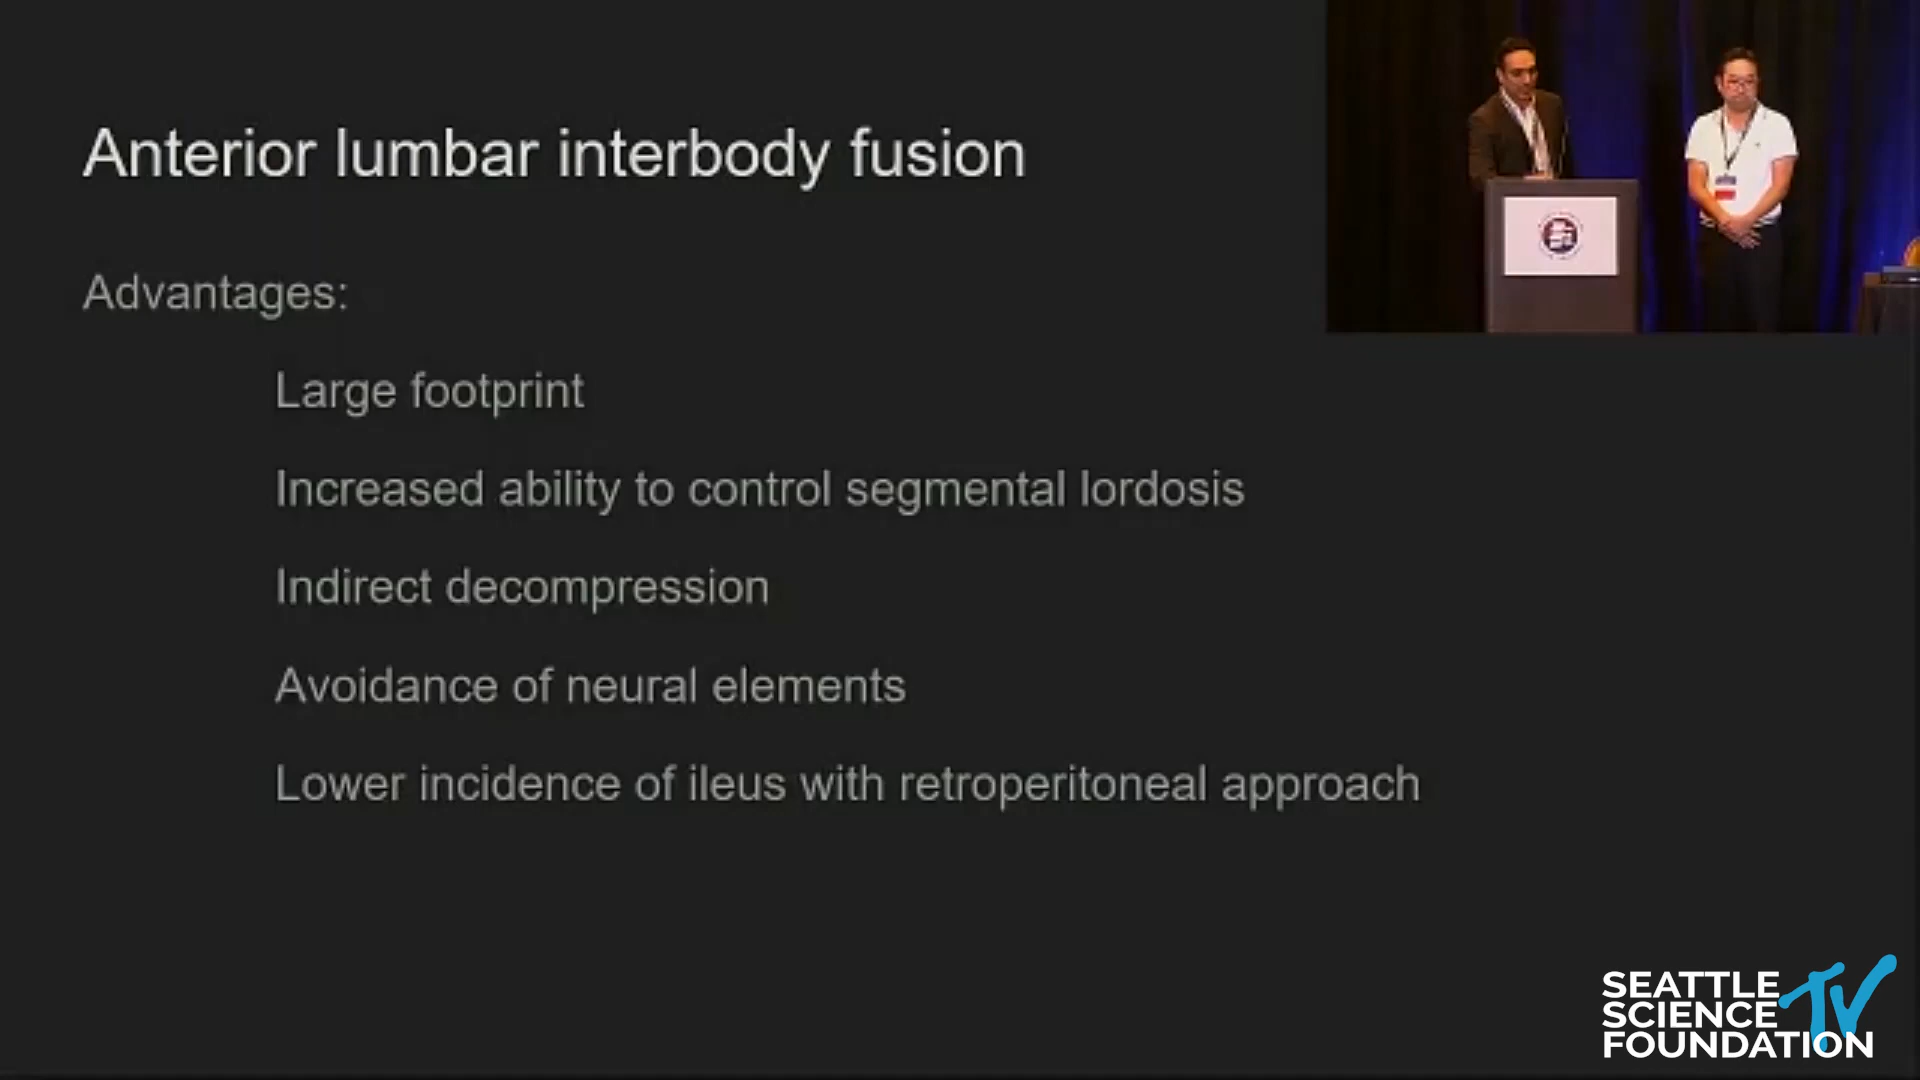 Anterior lumbar interbody fusion
Advantages:
Large footprint
Increased ability to control segmental lordosis
Indirect decompression
Avoidance of neural elements
Lower incidence of ileus with retroperitoneal approach
SEATTLE
SCIENCE
FOUNDATION
TV